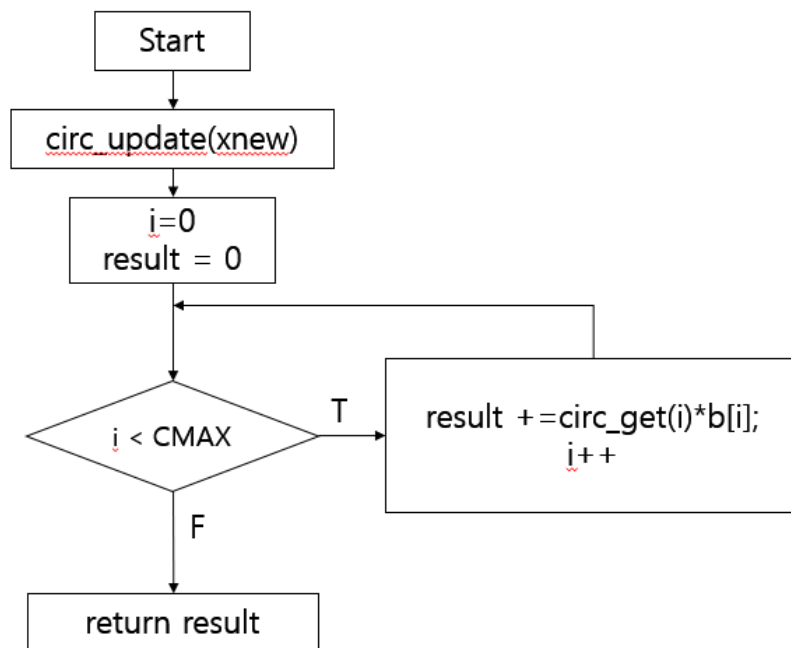 Start
circ_update(xnew)
i=0
result = 0
i < CMAX
T
result +=circ_get(i)*b[i];
i++
F
return result